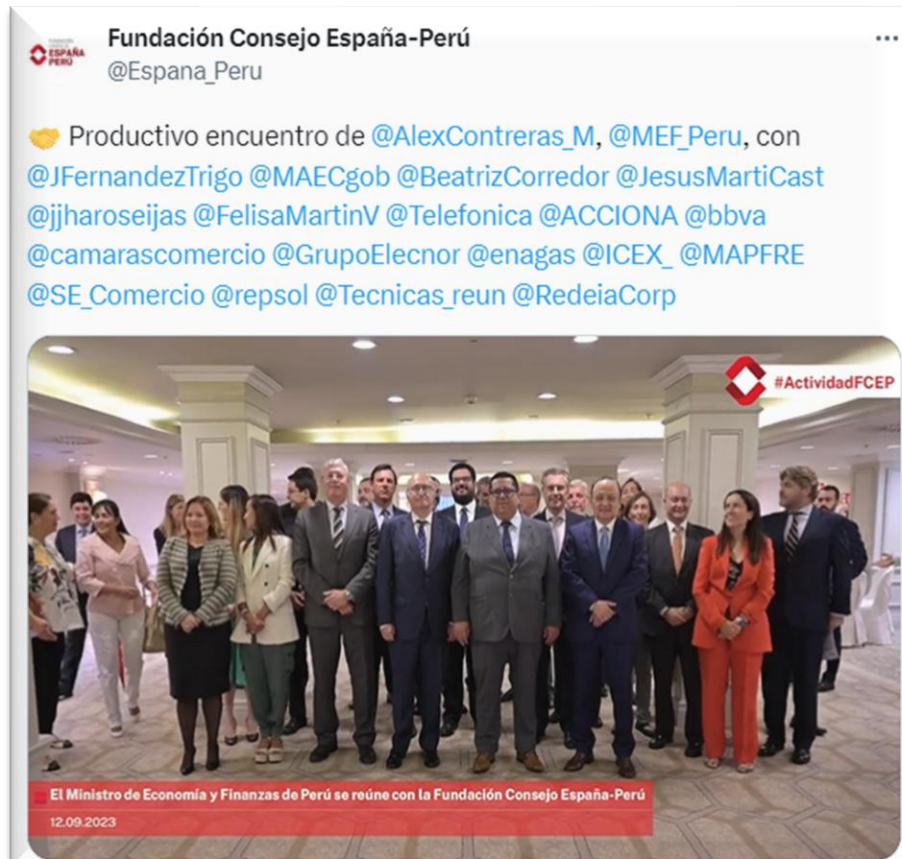 Fundación Consejo España-Perú
ESPAÑA
PERÚ
@Espana_Peru
🤝 Productivo encuentro de @AlexContreras_M, @MEF_Peru, con
@JFernandezTrigo @MAECgob @BeatrizCorredor @JesusMartiCast
@jjharoseijas @FelisaMartinV @Telefonica @ACCIONA @bbva
@camarascomercio @GrupoElecnor @enagas @ICEX_ @MAPFRE
@SE_Comercio @repsol @Tecnicas_reun @RedeiaCorp
#ActividadFCEP
El Ministro de Economía y Finanzas de Perú se reúne con la Fundación Consejo España-Perú
12.09.2023